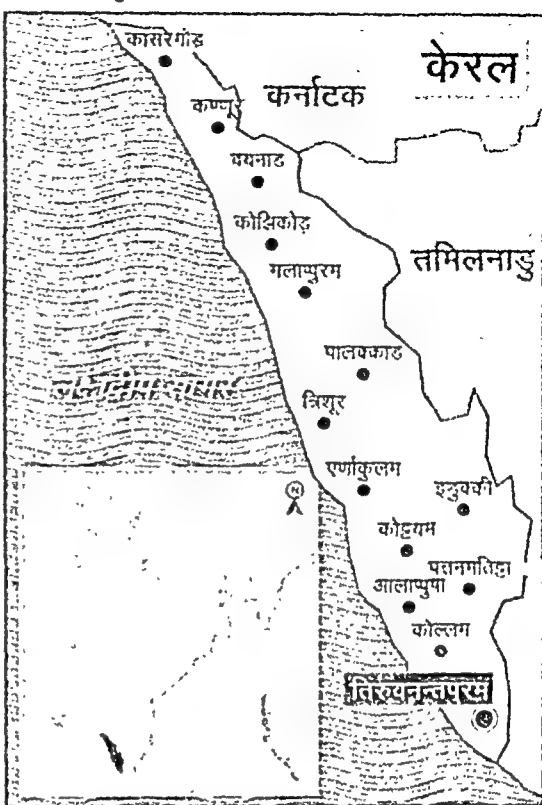 कासरगोड
केरल
कर्नाटक
कण्णूर
वयनाट
कोझिकोड़
तमिलनाडु
मलाप्पुरम
पालक्काड
त्रिशूर
एर्णाकुलम
N
इडुक्की
कोट्टयम
पत्तनमतिट्टा
आलाप्पुषा
कोल्लम
तिरुवनन्तपुरम